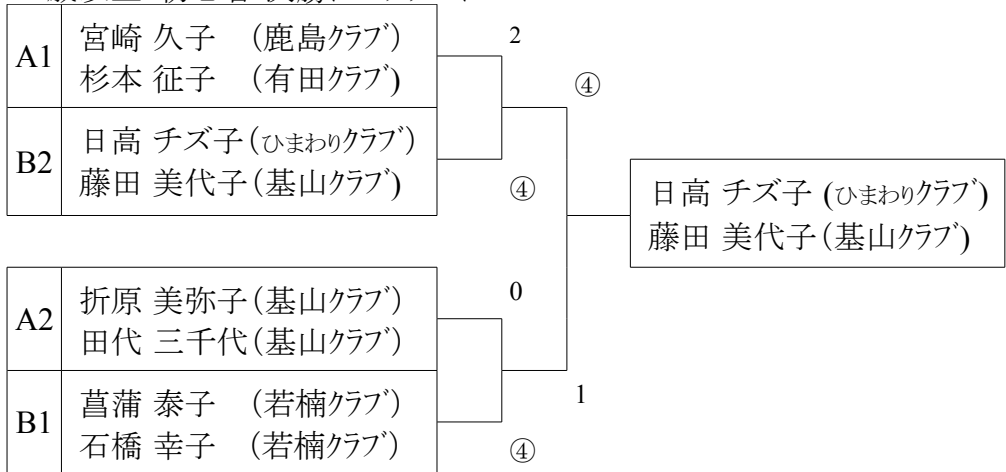 A1
宮崎 久子 (鹿島クラブ)
杉本 征子 (有田クラブ)
2
④
B2
日高 チズ子(ひまわりクラブ)
藤田 美代子(基山クラブ)
④
日高 チズ子 (ひまわりクラブ)
藤田 美代子(基山クラブ)
A2
折原 美弥子(基山クラブ)
田代 三千代(基山クラブ)
0
1
B1
菖蒲 泰子 (若楠クラブ)
石橋 幸子 (若楠クラブ)
④